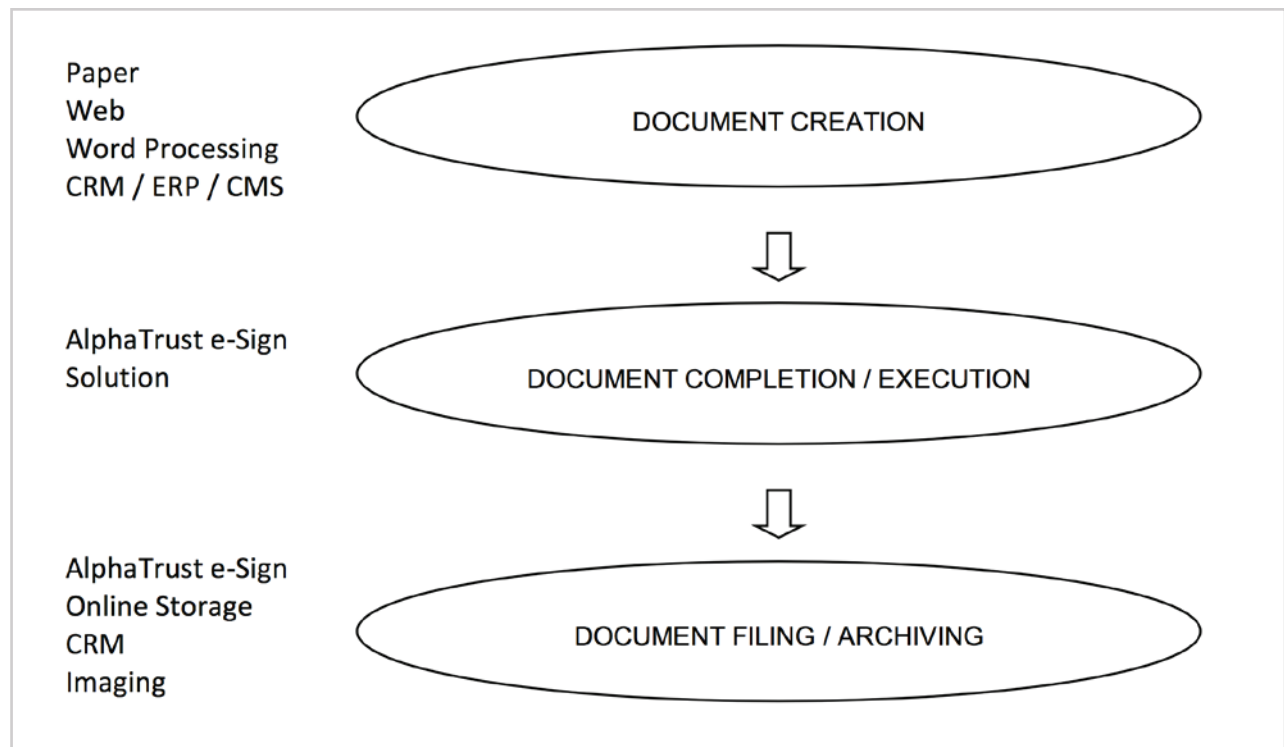 Paper
Web
Word Processing
CRM / ERP / CMS
DOCUMENT CREATION
AlphaTrust e-Sign
Solution
DOCUMENT COMPLETION / EXECUTION
AlphaTrust e-Sign
Online Storage
CRM
Imaging
DOCUMENT FILING / ARCHIVING